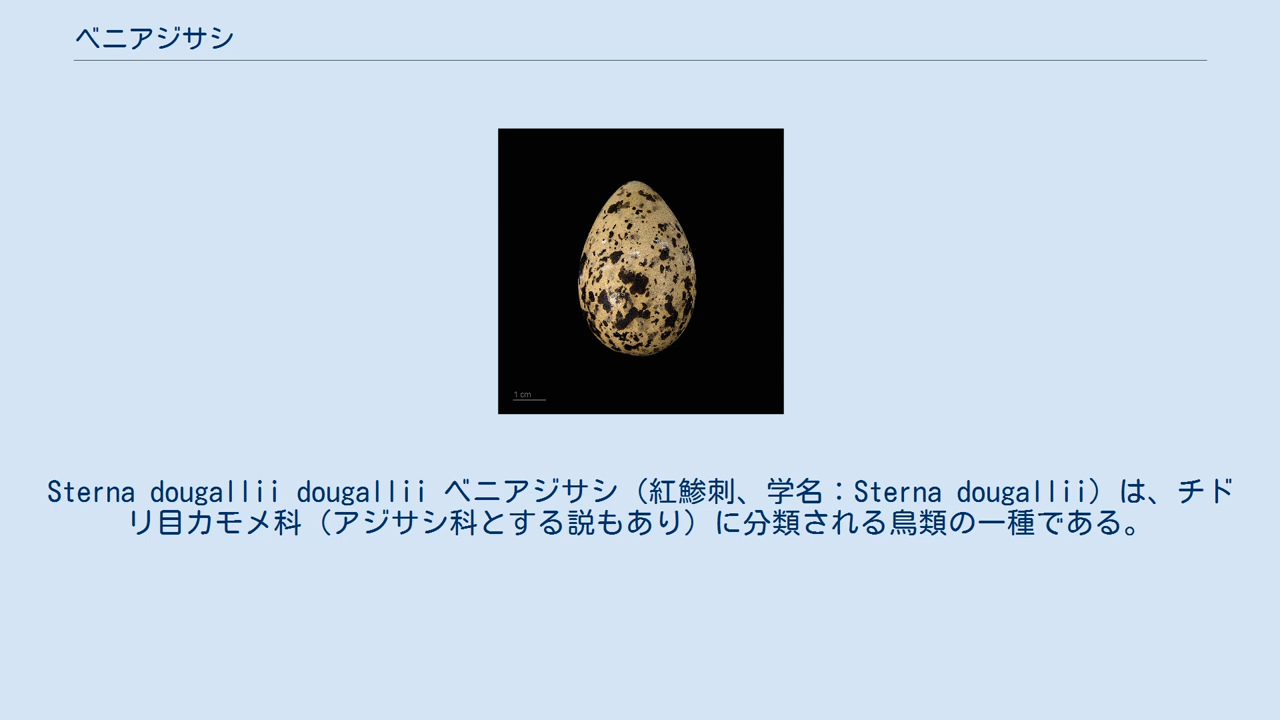 ベニアジサシ
1 cm
Sterna dougallii dougallii ベニアジサシ（紅鯵刺、学名：Sterna dougallii）は、チド
リ目カモメ科（アジサシ科とする説もあり）に分類される鳥類の一種である。